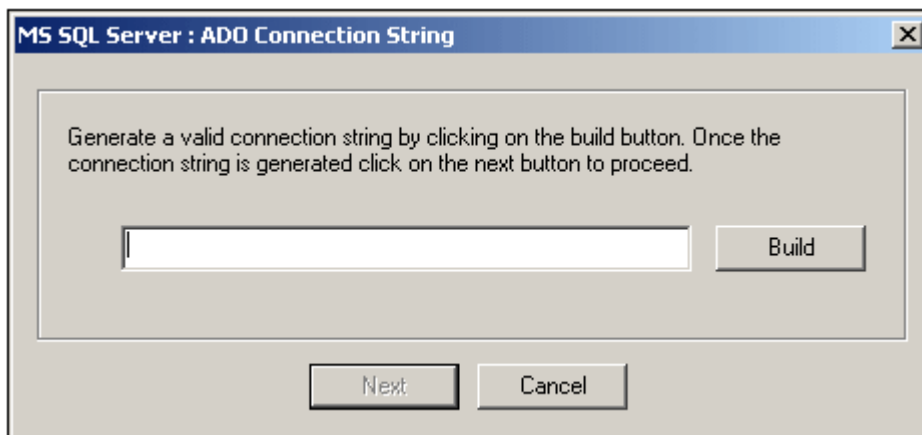 MS SQL Server : ADO Connection String
Generate a valid connection string by clicking on the build button. Once the
connection string is generated click on the next button to proceed.
Build
Next
Cancel